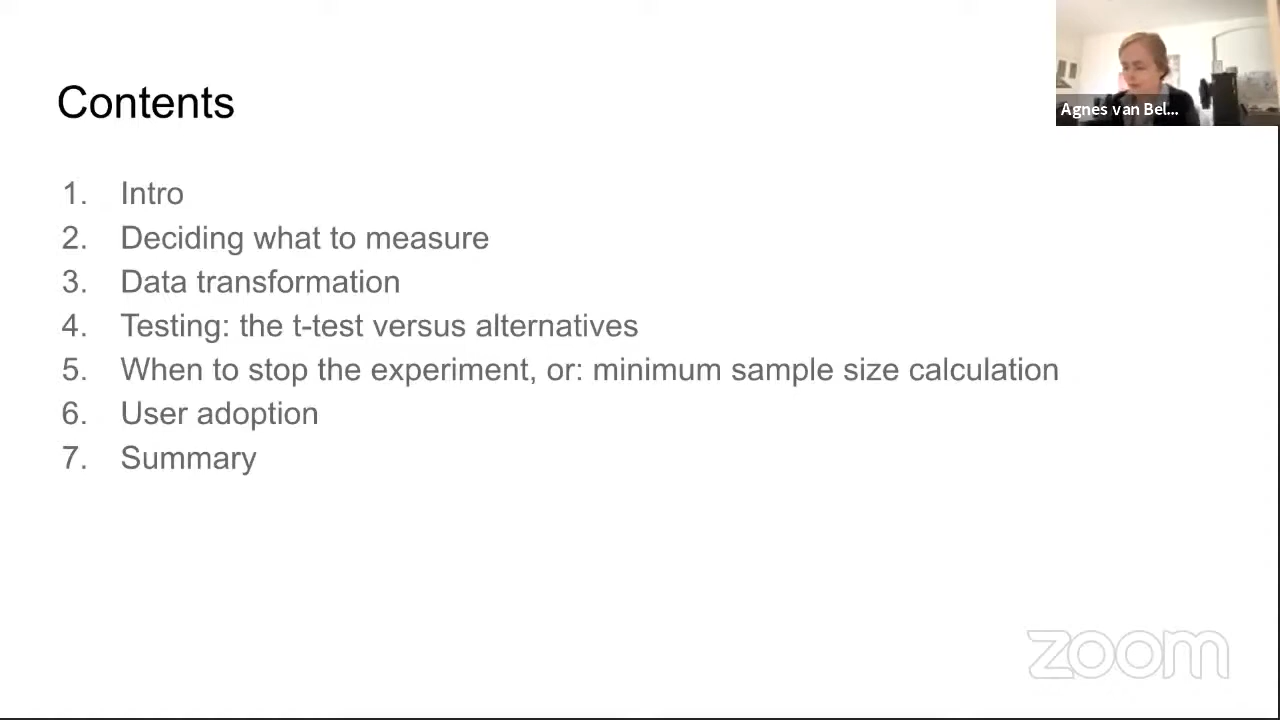 Contents
Agnes van Bel...
1. Intro
2. Deciding what to measure
3. Data transformation
4. Testing: the t-test versus alternatives
5. When to stop the experiment, or: minimum sample size calculation
6. User adoption
7. Summary
zoom